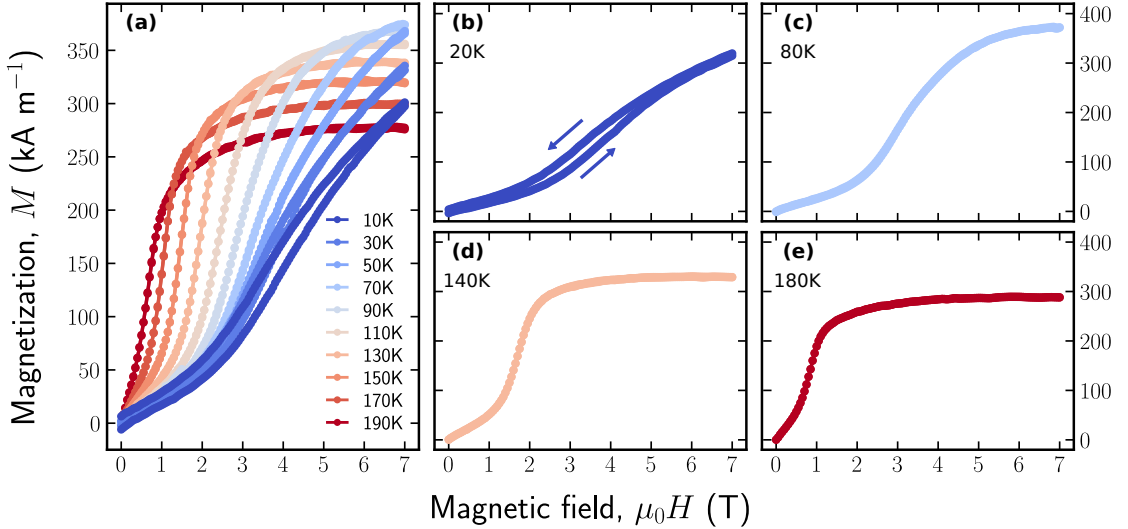 Magnetization, M (kA m⁻¹)
(a)
350
300
250
200
150
100
50
0
10K
30K
50K
70K
90K
110K
130K
150K
170K
190K
0 1 2 3 4 5 6 7
(b)
20K
(c)
80K
400
300
200
100
0
(d)
140K
0 1 2 3 4 5 6 7
(e)
180K
400
300
200
100
0
0 1 2 3 4 5 6 7
Magnetic field, μ₀H (T)